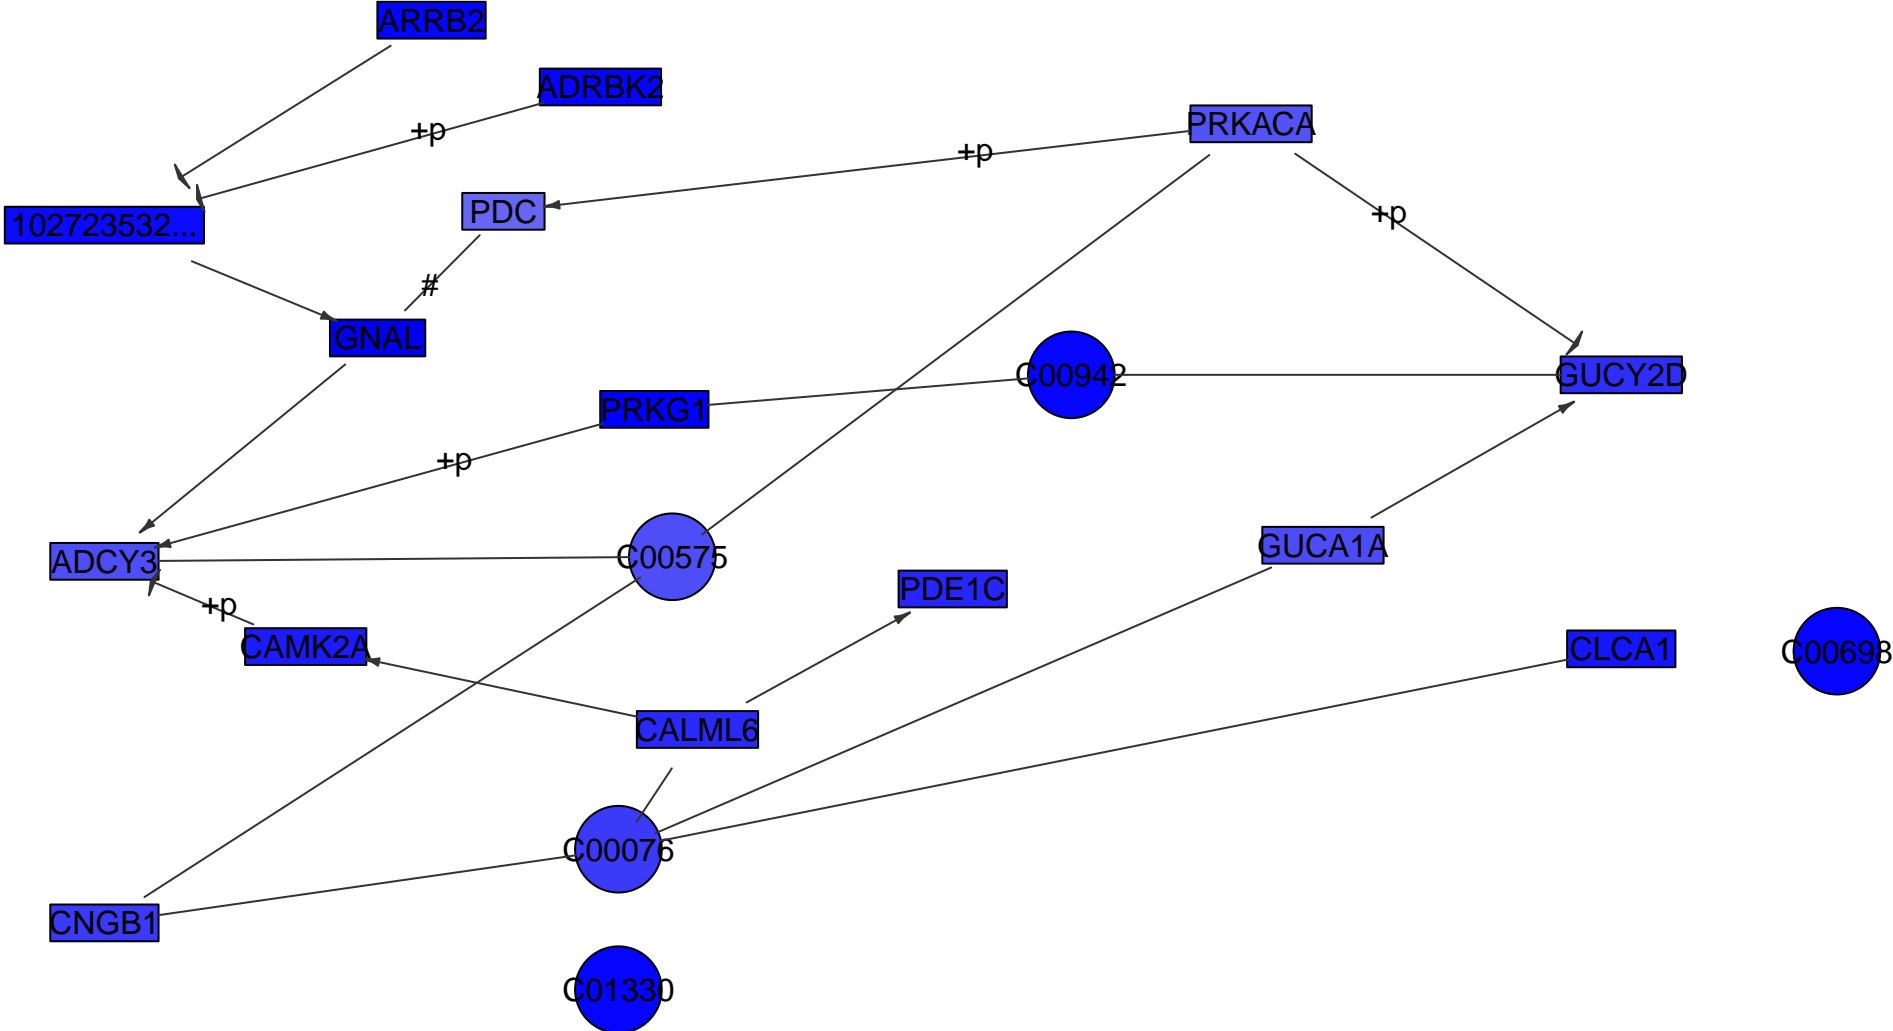 ARRB2
ADRBK2
PRKACA
+p
+p
PDC
+p
102723532...
#
GNAL
C00942
GUCY2D
PRKG1
+p
ADCY3
C00575
GUCA1A
PDE1C
+p
CAMK2A
CLCA1
C00698
CALML6
C00076
CNGB1
C01330